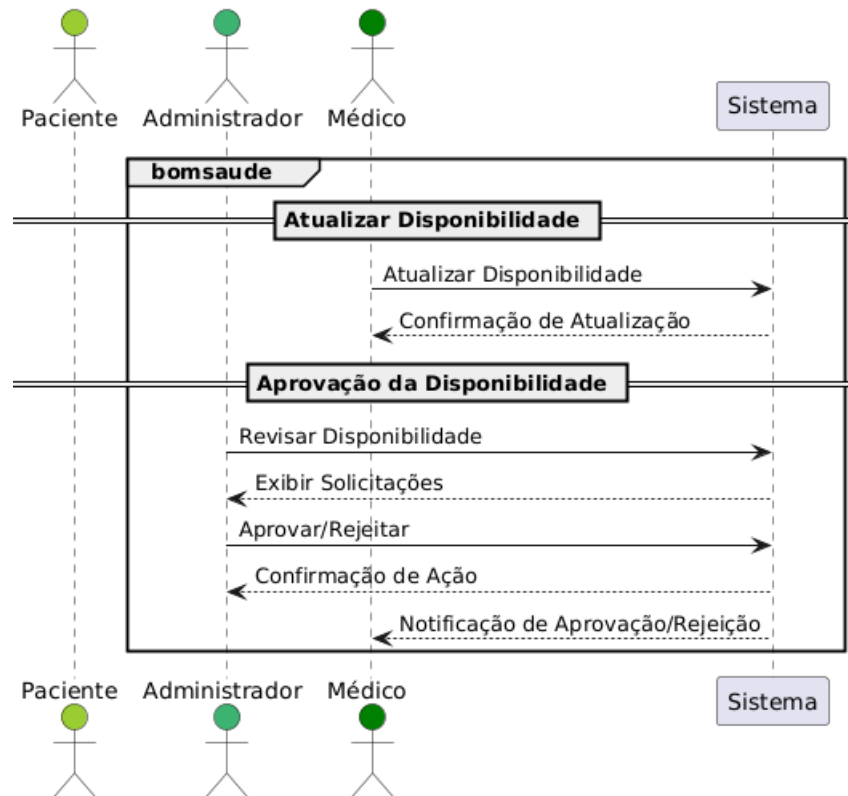 Paciente Administrador Médico
Sistema
bomsaude
Atualizar Disponibilidade
Atualizar Disponibilidade
Confirmação de Atualização
Aprovação da Disponibilidade
Revisar Disponibilidade
Exibir Solicitações
Aprovar/Rejeitar
Confirmação de Ação
Notificação de Aprovação/Rejeição
Paciente Administrador Médico
Sistema